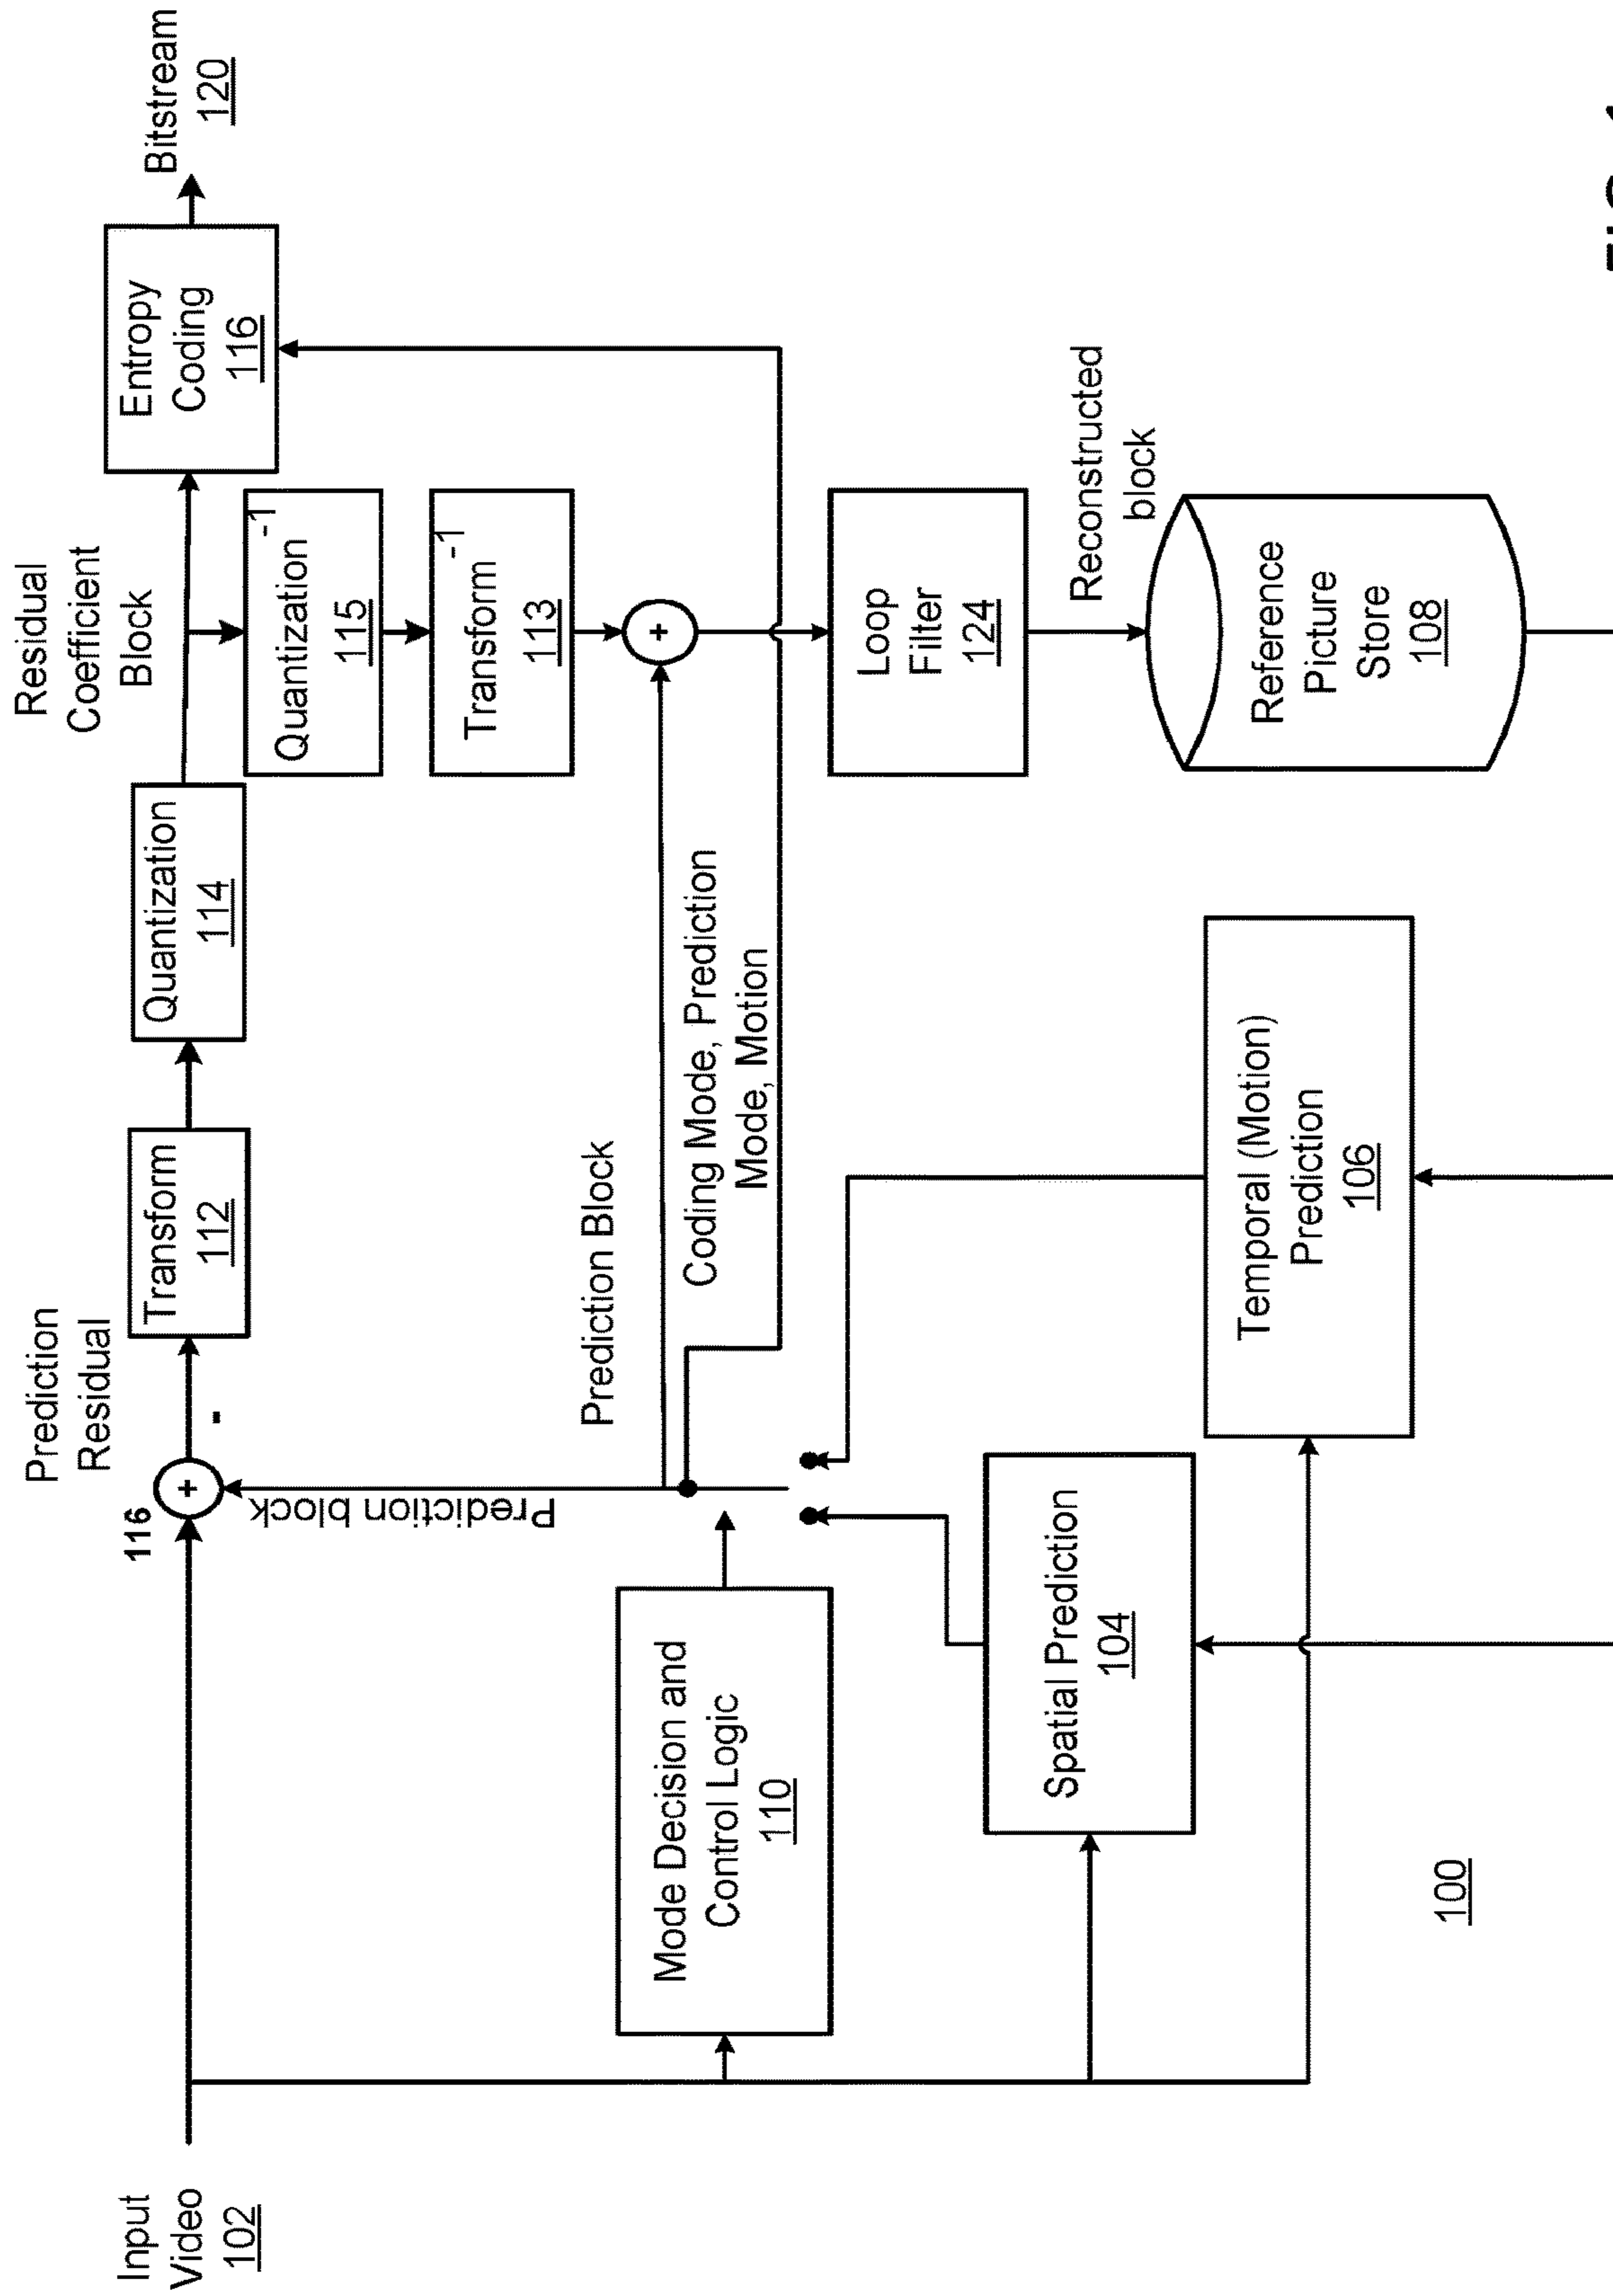 Input
Video
102
116
Prediction
Residual
-
+
Transform
112
Quantization
114
Residual
Coefficient
Block
Entropy
Coding
116
Bitstream
120
Prediction block
Quantization
-1
115
Transform
-1
113
+
Prediction Block
Coding Mode, Prediction
Mode, Motion
Mode Decision and
Control Logic
110
Spatial Prediction
104
Temporal (Motion)
Prediction
106
Loop
Filter
124
Reconstructed
block
Reference
Picture
Store
108
100